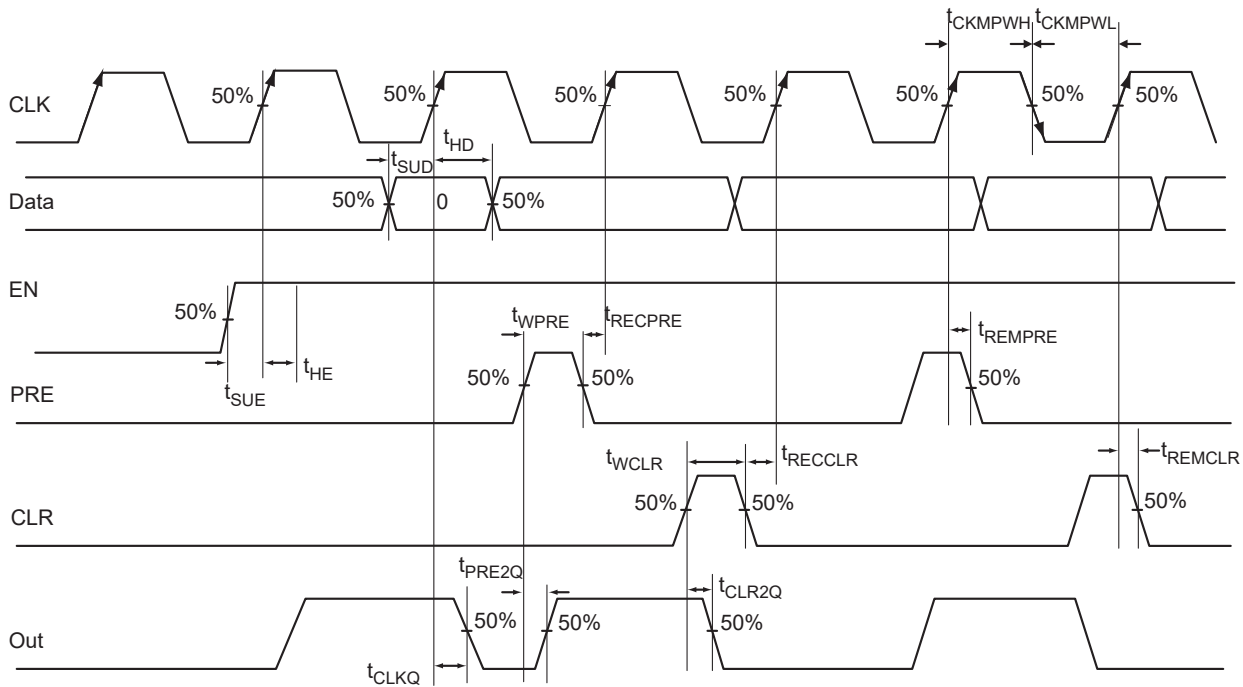 tCKMPWH tCKMPWL
CLK 50% 50% 50% 50% 50% 50% 50%
tSUD tHD
Data 50% 0 50%
EN 50%
tSUE tHE
tWPRE tRECPRE tREMPRE
PRE 50% 50% 50%
tWCLR tRECCLR tREMCLR
CLR 50% 50% 50%
tPRE2Q tCLR2Q
Out 50% 50% 50%
tCLKQ